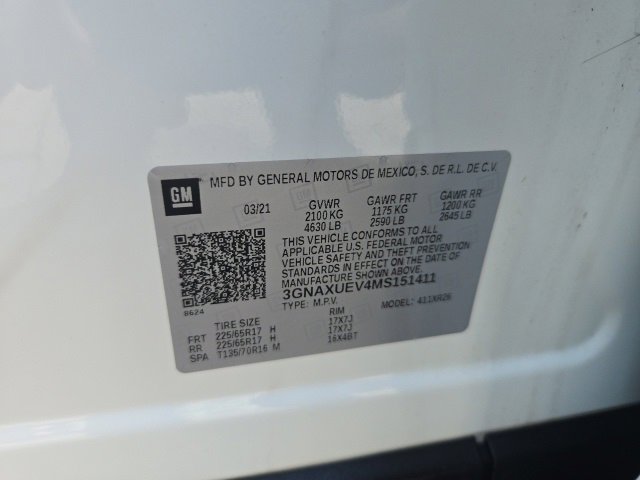 GM
MFD BY GENERAL MOTORS DE MEXICO, S. DE R.L. DE C.V.
03/21 GVWR GAWR FRT GAWR RR
2100 KG 1175 KG 1200 KG
4630 LB 2590 LB 2645 LB
THIS VEHICLE CONFORMS TO ALL
APPLICABLE U.S. FEDERAL MOTOR
VEHICLE SAFETY AND THEFT PREVENTION
STANDARDS IN EFFECT ON THE DATE OF
MANUFACTURE SHOWN ABOVE.
3GNAXUEV4MS151411
TYPE: M.P.V. MODEL: 411XR26
8624
TIRE SIZE RIM
FRT 225/65R17 H 17X7J
RR 225/65R17 H 17X7J
SPA T135/70R16 M 16X4BT